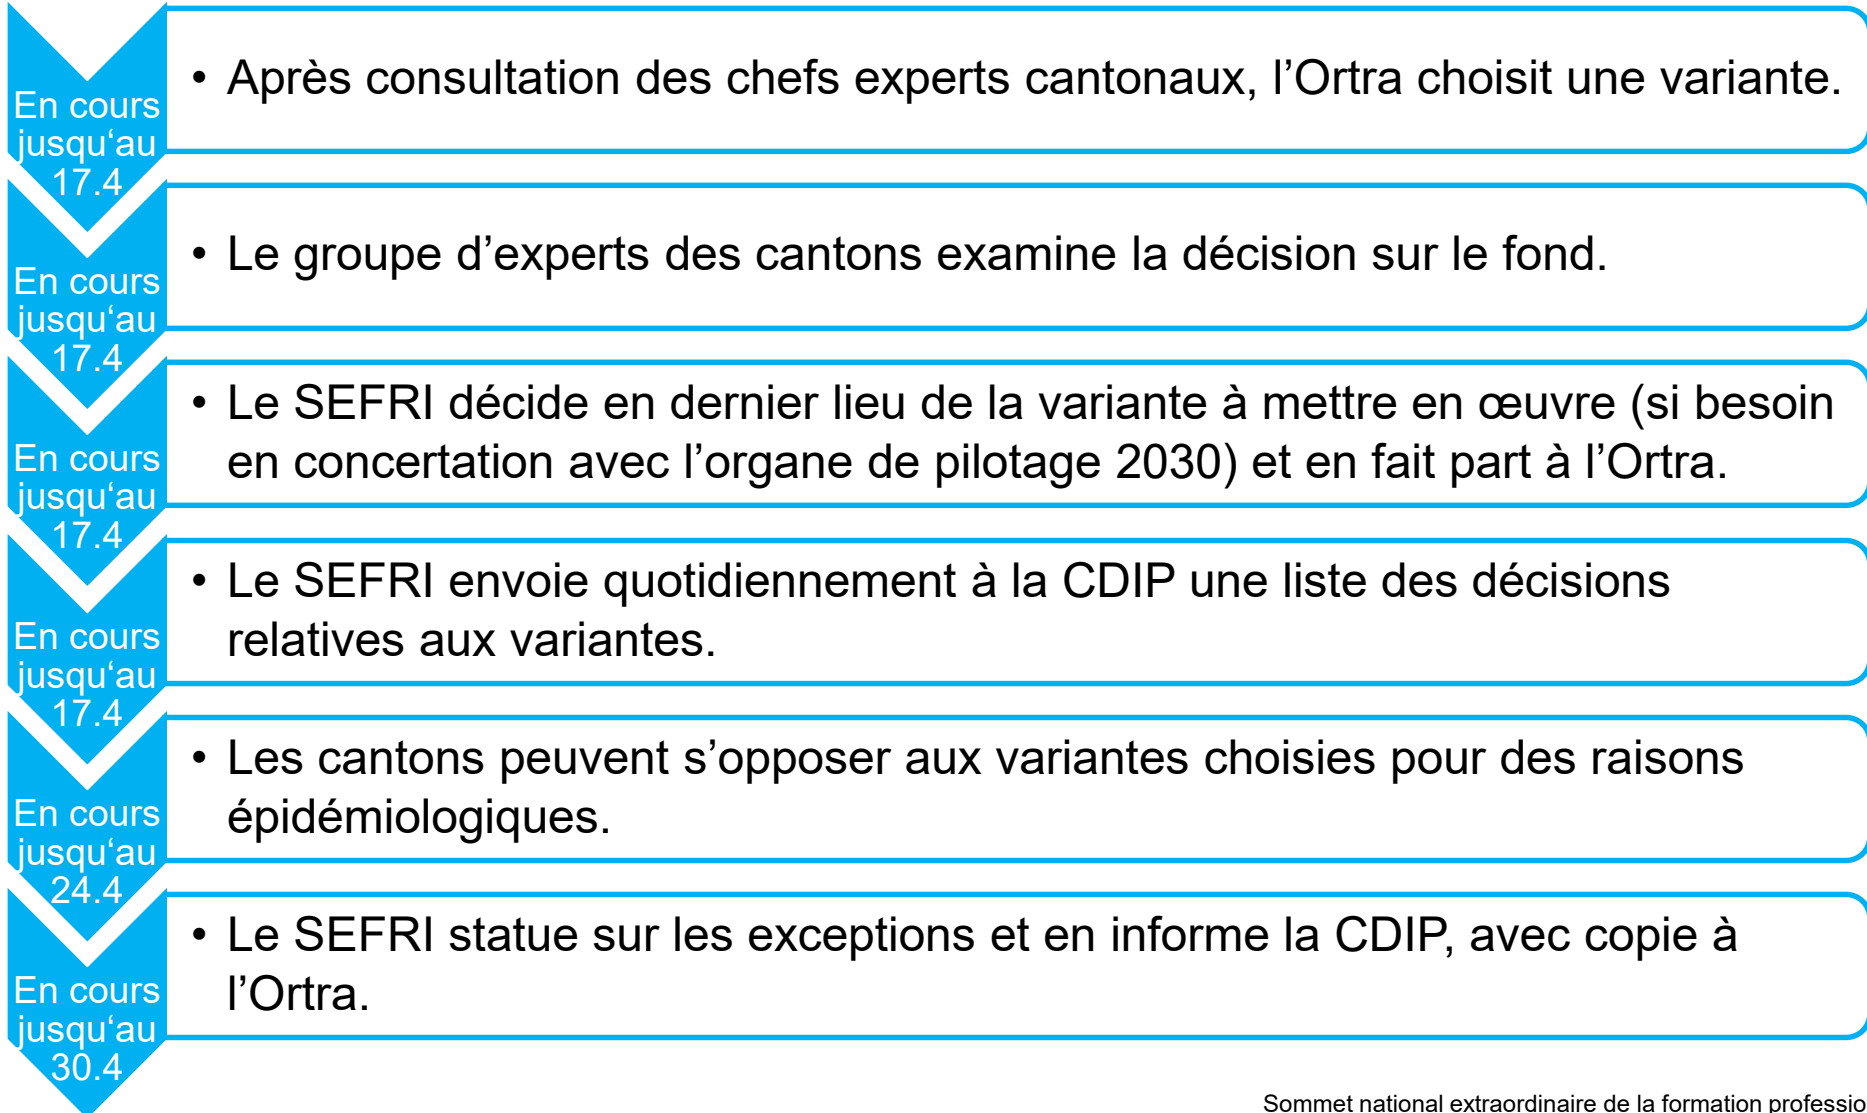 En cours
jusqu‘au
17.4
• Après consultation des chefs experts cantonaux, l’Ortra choisit une variante.
En cours
jusqu‘au
17.4
• Le groupe d’experts des cantons examine la décision sur le fond.
En cours
jusqu‘au
17.4
• Le SEFRI décide en dernier lieu de la variante à mettre en œuvre (si besoin
en concertation avec l’organe de pilotage 2030) et en fait part à l’Ortra.
En cours
jusqu‘au
17.4
• Le SEFRI envoie quotidiennement à la CDIP une liste des décisions
relatives aux variantes.
En cours
jusqu‘au
24.4
• Les cantons peuvent s’opposer aux variantes choisies pour des raisons
épidémiologiques.
En cours
jusqu‘au
30.4
• Le SEFRI statue sur les exceptions et en informe la CDIP, avec copie à
l’Ortra.
Sommet national extraordinaire de la formation professio